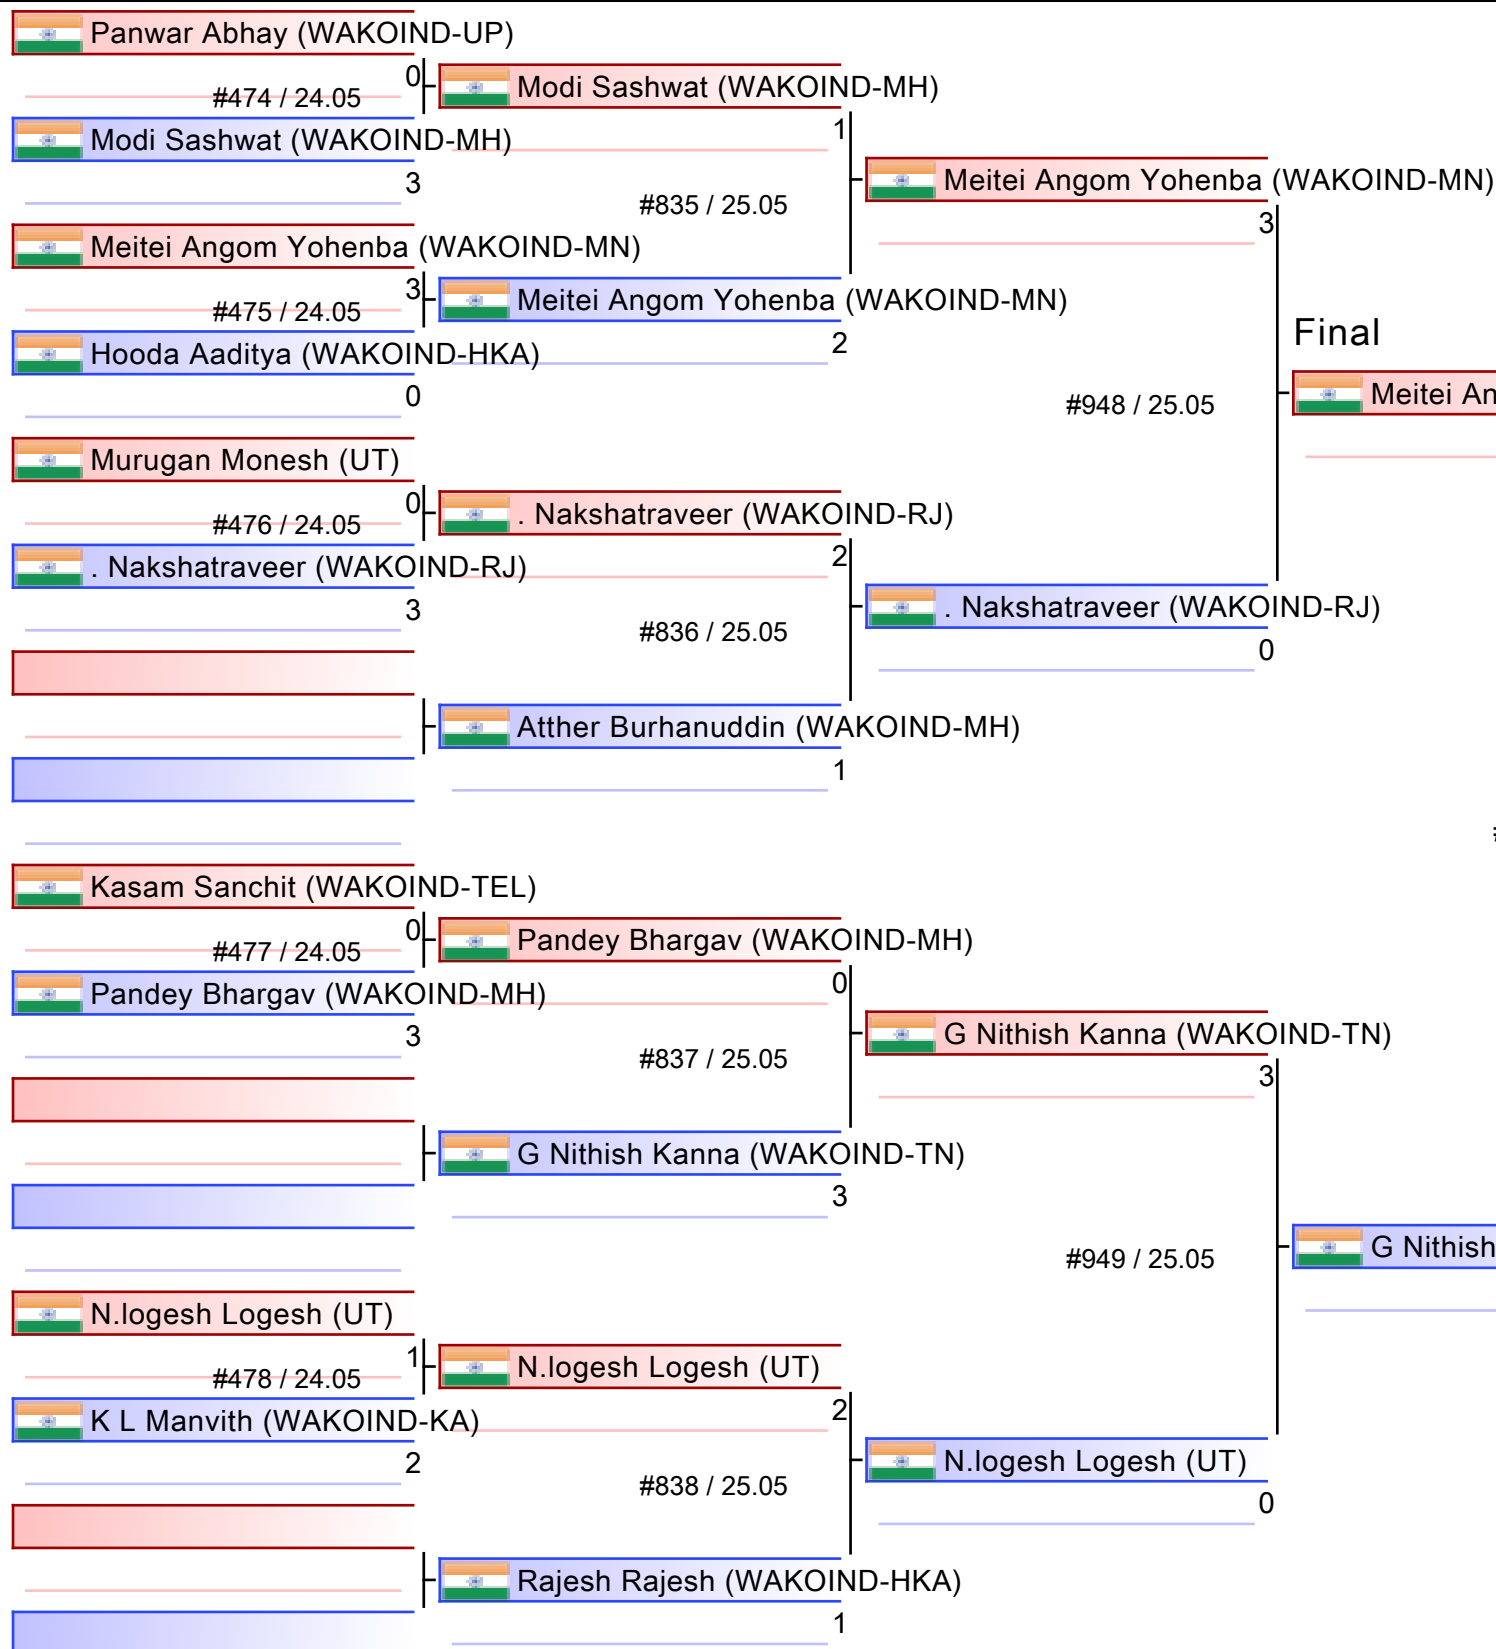 Panwar Abhay (WAKOIND-UP)
0
#474 / 24.05
Modi Sashwat (WAKOIND-MH)
3
Meitei Angom Yohenba (WAKOIND-MN)
3
#475 / 24.05
Hooda Aaditya (WAKOIND-HKA)
0
Murugan Monesh (UT)
0
#476 / 24.05
. Nakshatraveer (WAKOIND-RJ)
3
Kasam Sanchit (WAKOIND-TEL)
0
#477 / 24.05
Pandey Bhargav (WAKOIND-MH)
3
N.logesh Logesh (UT)
1
#478 / 24.05
K L Manvith (WAKOIND-KA)
2
Modi Sashwat (WAKOIND-MH)
1
#835 / 25.05
Meitei Angom Yohenba (WAKOIND-MN)
2
. Nakshatraveer (WAKOIND-RJ)
2
#836 / 25.05
Atther Burhanuddin (WAKOIND-MH)
1
Pandey Bhargav (WAKOIND-MH)
0
#837 / 25.05
G Nithish Kanna (WAKOIND-TN)
3
N.logesh Logesh (UT)
2
#838 / 25.05
Rajesh Rajesh (WAKOIND-HKA)
1
Meitei Angom Yohenba (WAKOIND-MN)
3
#948 / 25.05
. Nakshatraveer (WAKOIND-RJ)
0
G Nithish Kanna (WAKOIND-TN)
3
#949 / 25.05
N.logesh Logesh (UT)
0
Final
Meitei An
G Nithish